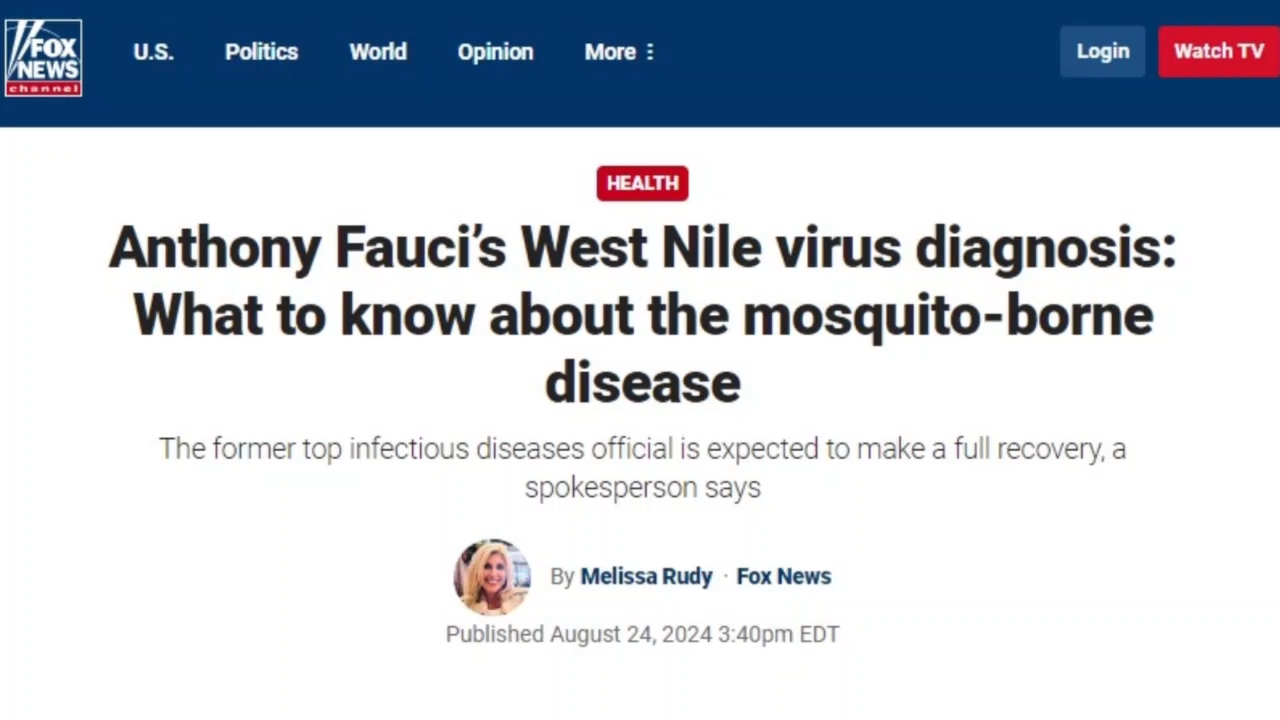 FOX
NEWS
channel
U.S. Politics World Opinion More ⋮ Login Watch TV
HEALTH
Anthony Fauci’s West Nile virus diagnosis:
What to know about the mosquito-borne
disease
The former top infectious diseases official is expected to make a full recovery, a
spokesperson says
By Melissa Rudy · Fox News
Published August 24, 2024 3:40pm EDT